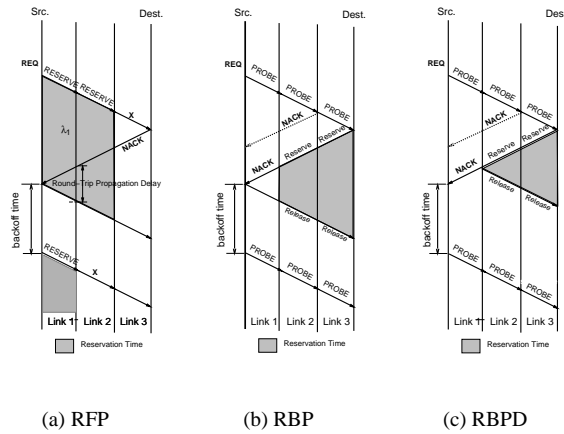 Src. Dest.
REQ
RESERVE
RESERVE
X
λ1
NACK
Round-Trip Propagation Delay
backoff time
RESERVE
X
Link 1 Link 2 Link 3
Reservation Time
(a) RFP
Src. Dest.
REQ
PROBE
PROBE
PROBE
NACK
Reserve
Reserve
NACK
Release
Release
backoff time
PROBE
PROBE
PROBE
Link 1 Link 2 Link 3
Reservation Time
(b) RBP
Src. Des
REQ
PROBE
PROBE
PROBE
NACK
Reserve
Reserve
NACK
Release
Release
backoff time
PROBE
PROBE
PROBE
Link 1 Link 2 Link 3
Reservation Time
(c) RBPD